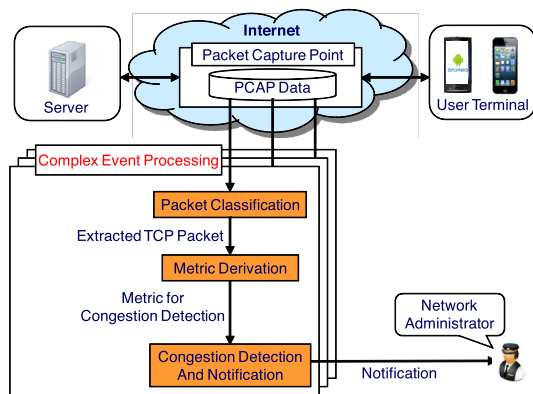 Internet
Packet Capture Point
PCAP Data
Server
ANDROID
User Terminal
Complex Event Processing
Packet Classification
Extracted TCP Packet
Metric Derivation
Metric for
Congestion Detection
Network
Administrator
Congestion Detection
And Notification
Notification